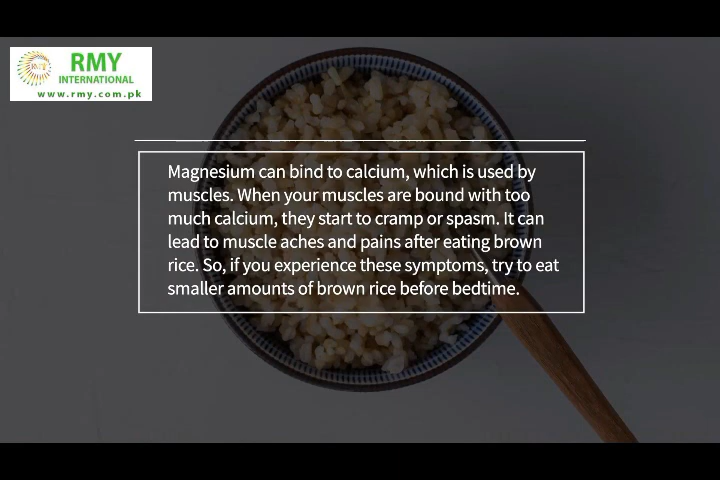 RMY
INTERNATIONAL
www.rmy.com.pk
Magnesium can bind to calcium, which is used by
muscles. When your muscles are bound with too
much calcium, they start to cramp or spasm. It can
lead to muscle aches and pains after eating brown
rice. So, if you experience these symptoms, try to eat
smaller amounts of brown rice before bedtime.